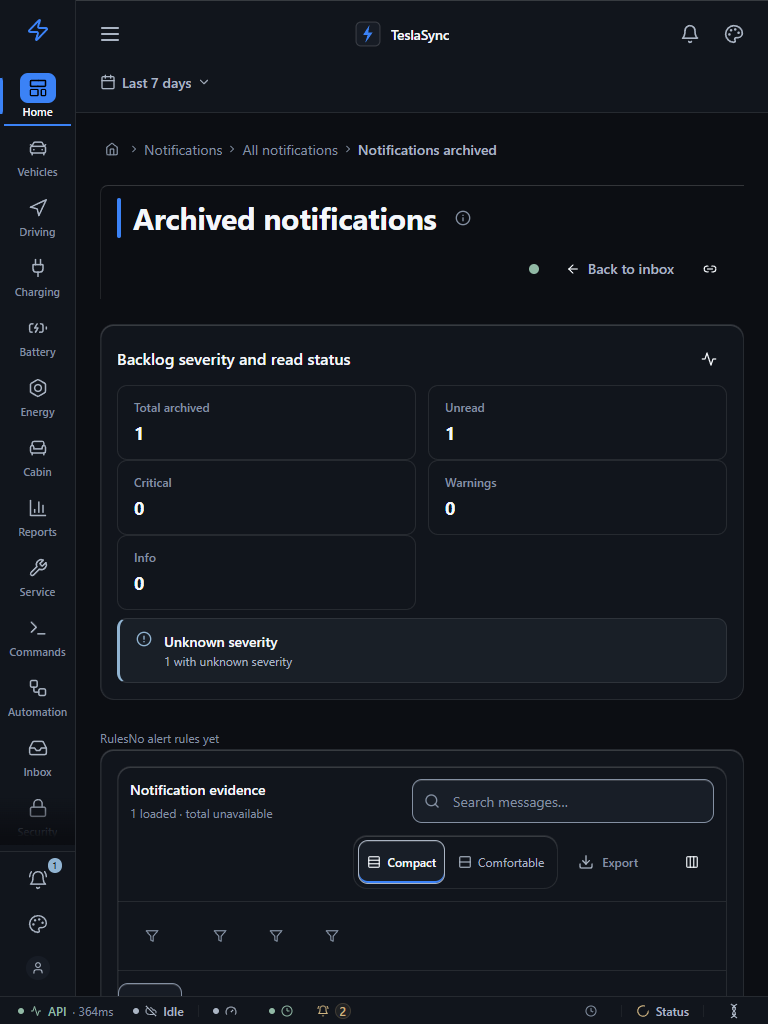 TeslaSync
Last 7 days
Home
Vehicles
Driving
Charging
Battery
Energy
Cabin
Reports
Service
Commands
Automation
Inbox
Security
1
Notifications
All notifications
Notifications archived
Archived notifications
Back to inbox
Backlog severity and read status
Total archived
1
Unread
1
Critical
0
Warnings
0
Info
0
Unknown severity
1 with unknown severity
RulesNo alert rules yet
Notification evidence
1 loaded · total unavailable
Search messages...
Compact
Comfortable
Export
API · 364ms
Idle
2
Status